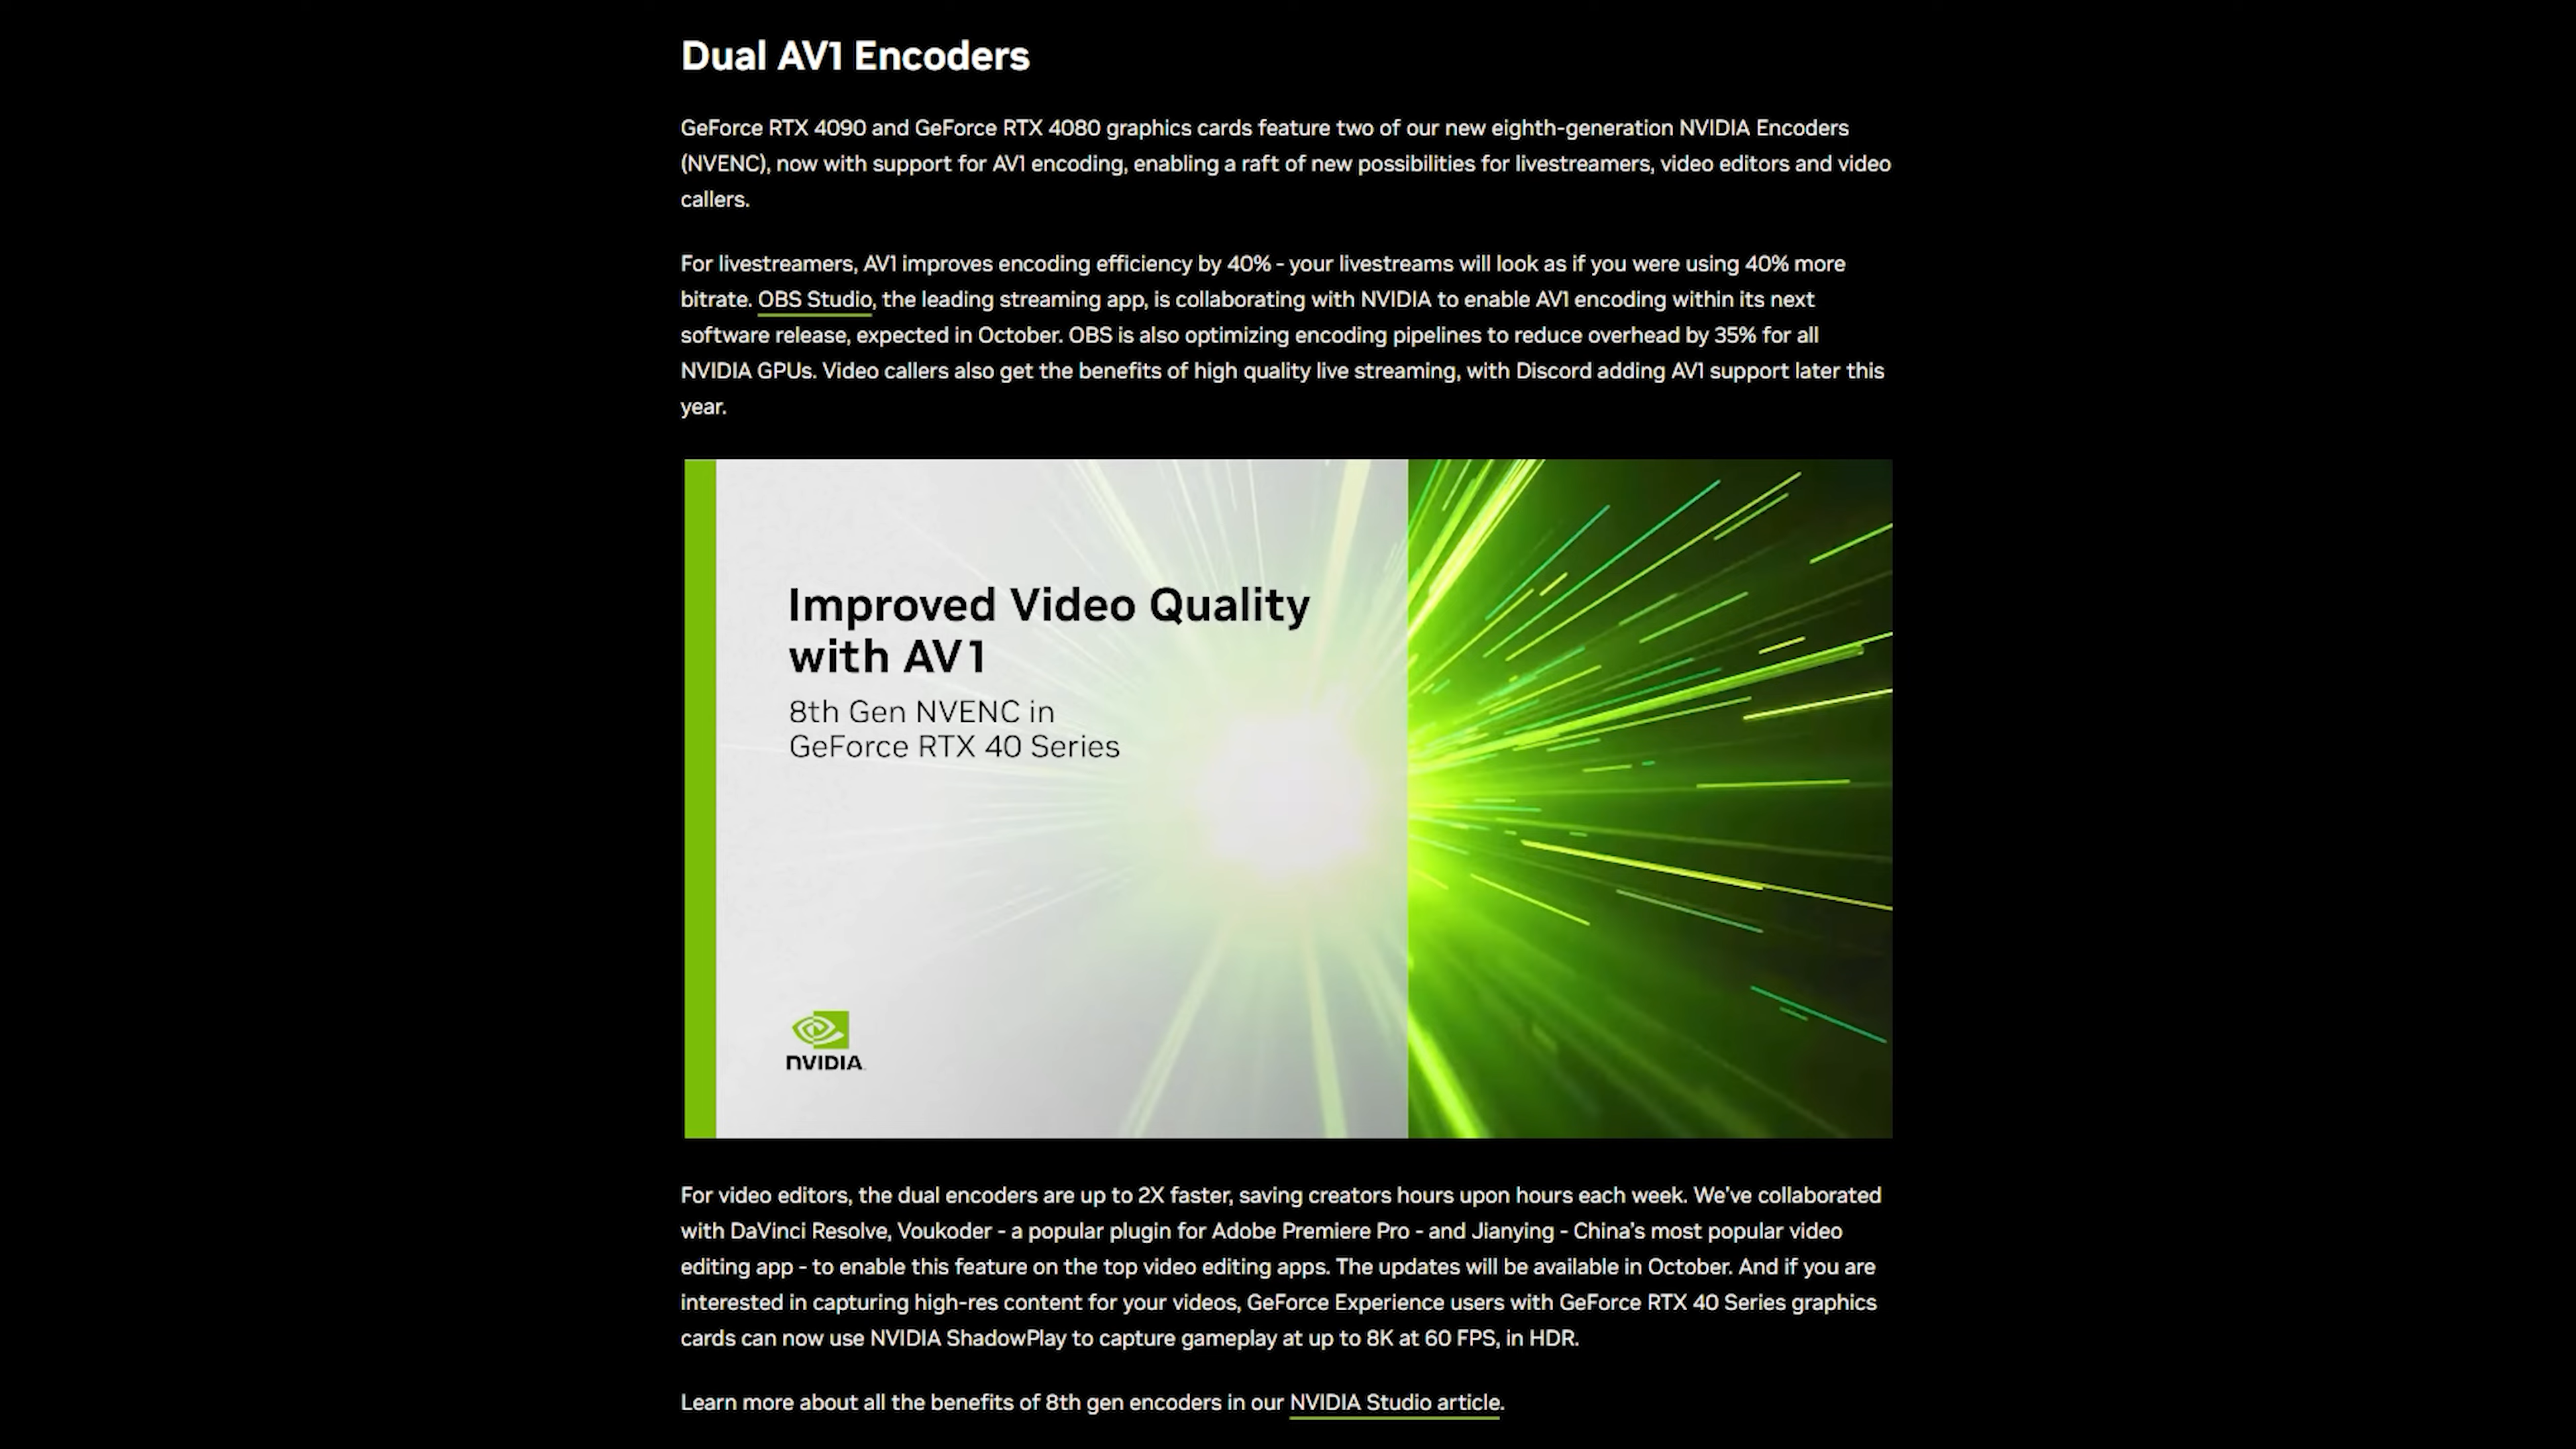 Dual AV1 Encoders
GeForce RTX 4090 and GeForce RTX 4080 graphics cards feature two of our new eighth-generation NVIDIA Encoders
(NVENC), now with support for AV1 encoding, enabling a raft of new possibilities for livestreamers, video editors and video
callers.
For livestreamers, AV1 improves encoding efficiency by 40% - your livestreams will look as if you were using 40% more
bitrate. OBS Studio, the leading streaming app, is collaborating with NVIDIA to enable AV1 encoding within its next
software release, expected in October. OBS is also optimizing encoding pipelines to reduce overhead by 35% for all
NVIDIA GPUs. Video callers also get the benefits of high quality live streaming, with Discord adding AV1 support later this
year.
Improved Video Quality
with AV1
8th Gen NVENC in
GeForce RTX 40 Series
NVIDIA
For video editors, the dual encoders are up to 2X faster, saving creators hours upon hours each week. We've collaborated
with DaVinci Resolve, Voukoder - a popular plugin for Adobe Premiere Pro - and Jianying - China's most popular video
editing app - to enable this feature on the top video editing apps. The updates will be available in October. And if you are
interested in capturing high-res content for your videos, GeForce Experience users with GeForce RTX 40 Series graphics
cards can now use NVIDIA ShadowPlay to capture gameplay at up to 8K at 60 FPS, in HDR.
Learn more about all the benefits of 8th gen encoders in our NVIDIA Studio article.